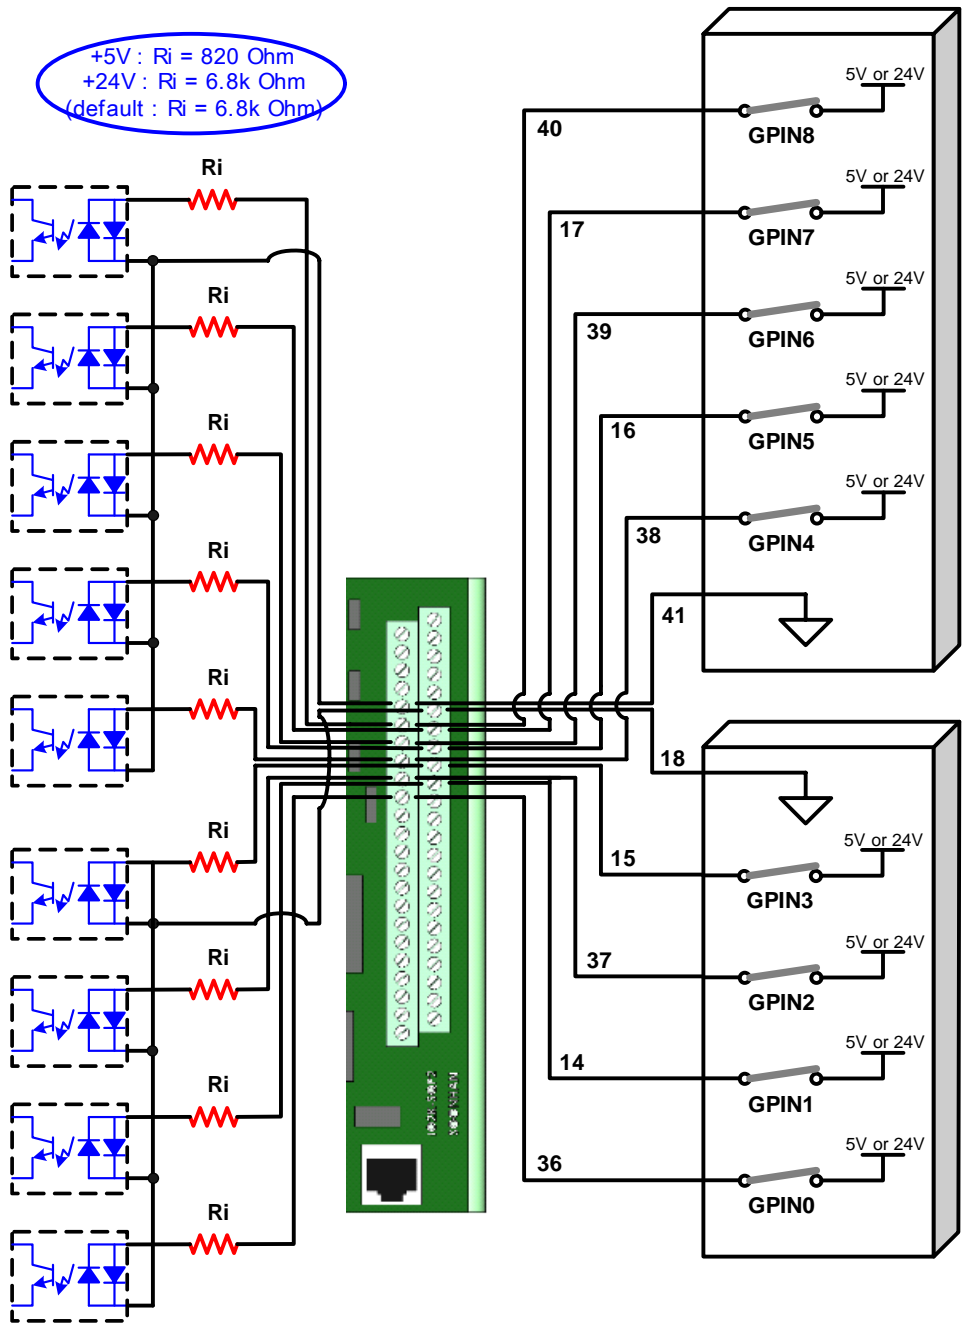 +5V : Ri = 820 Ohm
+24V : Ri = 6.8k Ohm
(default : Ri = 6.8k Ohm)
Ri
Ri
Ri
Ri
Ri
Ri
Ri
Ri
Ri
5V or 24V
40
GPIN8
5V or 24V
17
GPIN7
5V or 24V
39
GPIN6
5V or 24V
16
GPIN5
5V or 24V
38
GPIN4
41
18
5V or 24V
15
GPIN3
5V or 24V
37
GPIN2
5V or 24V
14
GPIN1
5V or 24V
36
GPIN0